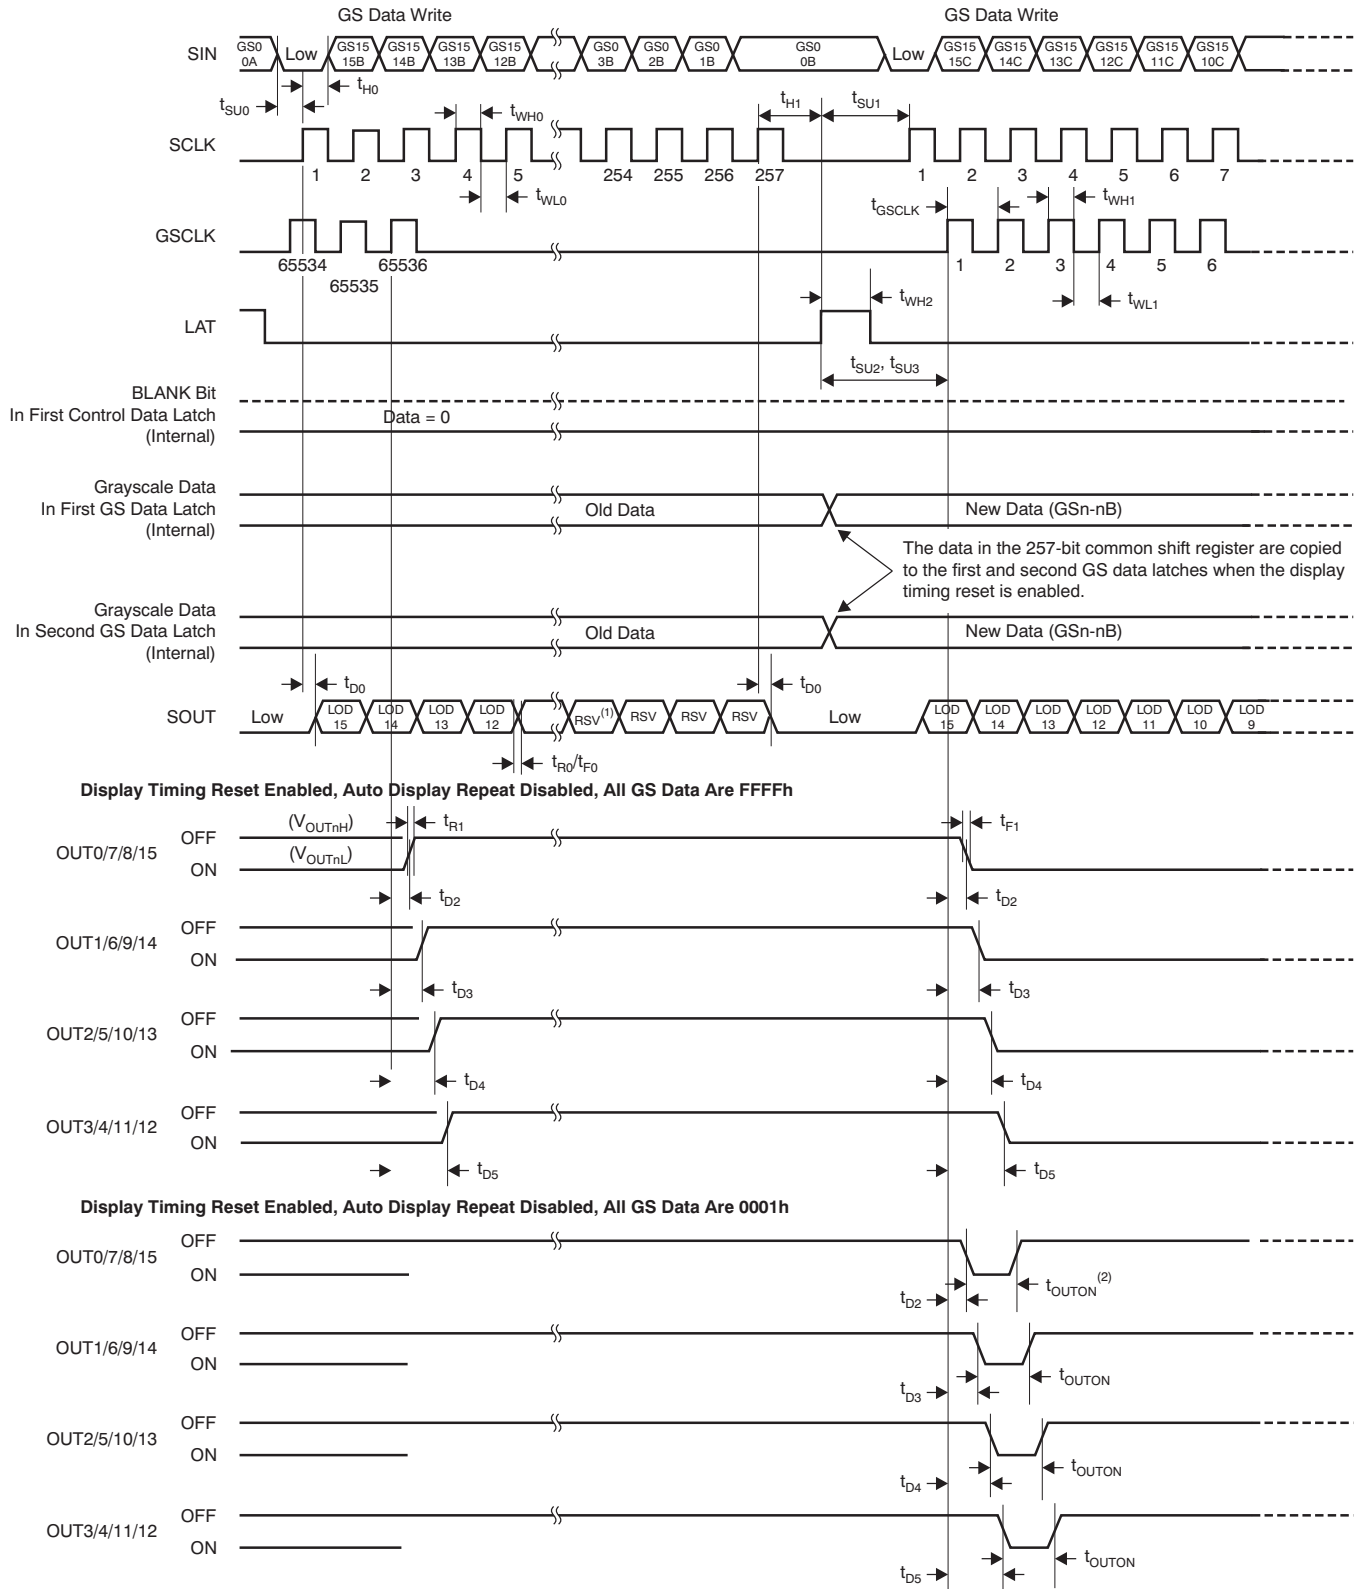 GS Data Write GS Data Write
SIN GS0 0A Low GS15 15B GS15 14B GS15 13B GS15 12B GS0 3B GS0 2B GS0 1B GS0 0B Low GS15 15C GS15 14C GS15 13C GS15 12C GS15 11C GS15 10C
tSU0 tH0 tWH0 tH1 tSU1
SCLK
1 2 3 4 5 254 255 256 257 1 2 3 4 5 6 7
tWL0 tGSCLK tWH1
GSCLK
65534 65535 65536 1 2 3 4 5 6
tWH2 tWL1
LAT
tSU2, tSU3
BLANK Bit
In First Control Data Latch Data = 0
(Internal)
Grayscale Data
In First GS Data Latch Old Data New Data (GSn-nB)
(Internal)
The data in the 257-bit common shift register are copied
to the first and second GS data latches when the display
timing reset is enabled.
Grayscale Data
In Second GS Data Latch Old Data New Data (GSn-nB)
(Internal)
tD0 tD0
SOUT Low LOD 15 LOD 14 LOD 13 LOD 12 RSV(1) RSV RSV RSV Low LOD 15 LOD 14 LOD 13 LOD 12 LOD 11 LOD 10 LOD 9
tR0/tF0
Display Timing Reset Enabled, Auto Display Repeat Disabled, All GS Data Are FFFFh
OFF (VOUTnH) tR1 tF1
OUT0/7/8/15
ON (VOUTnL)
tD2 tD2
OFF
OUT1/6/9/14
ON
tD3 tD3
OFF
OUT2/5/10/13
ON
tD4 tD4
OFF
OUT3/4/11/12
ON
tD5 tD5
Display Timing Reset Enabled, Auto Display Repeat Disabled, All GS Data Are 0001h
OFF
OUT0/7/8/15
ON
tD2 tOUTON(2)
OFF
OUT1/6/9/14
ON
tD3 tOUTON
OFF
OUT2/5/10/13
ON
tD4 tOUTON
OFF
OUT3/4/11/12
ON
tD5 tOUTON